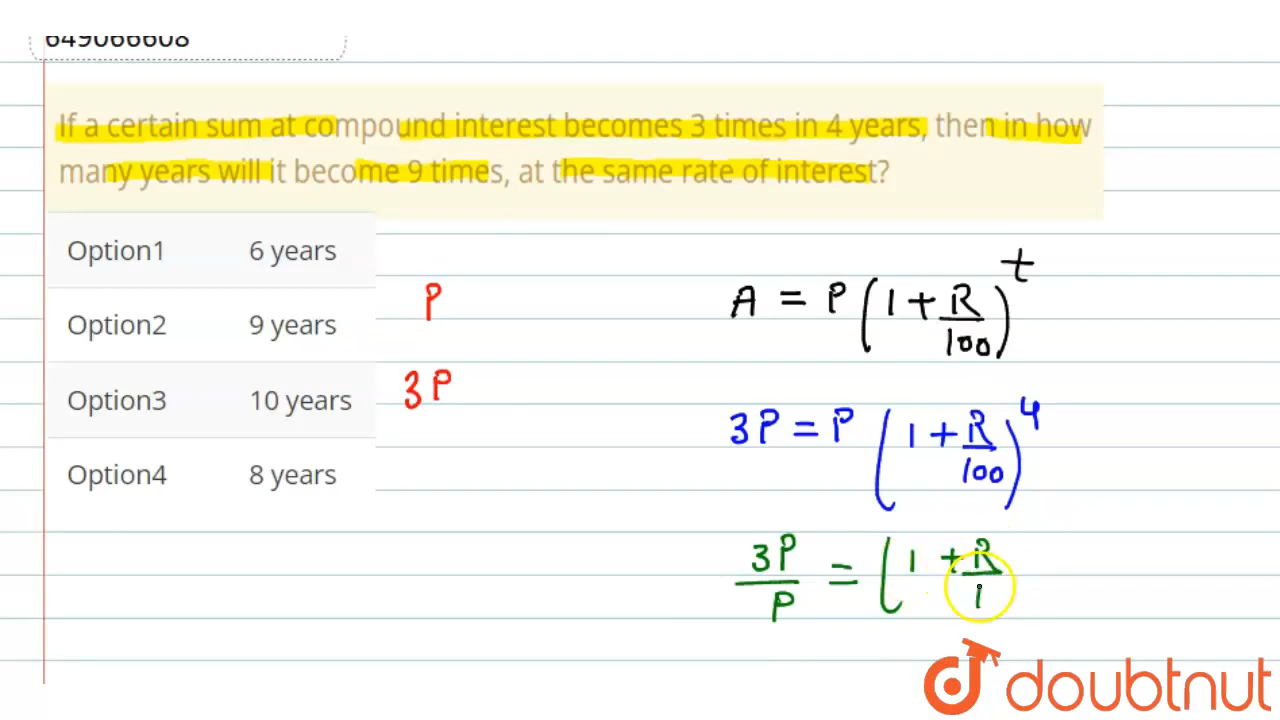 649066608
If a certain sum at compound interest becomes 3 times in 4 years, then in how
many years will it become 9 times, at the same rate of interest?
Option1 6 years
Option2 9 years
Option3 10 years
Option4 8 years
P
3P
A = P(1+R/100)^t
3P = P(1+R/100)^4
3P/P = (1+R/1
doubtnut